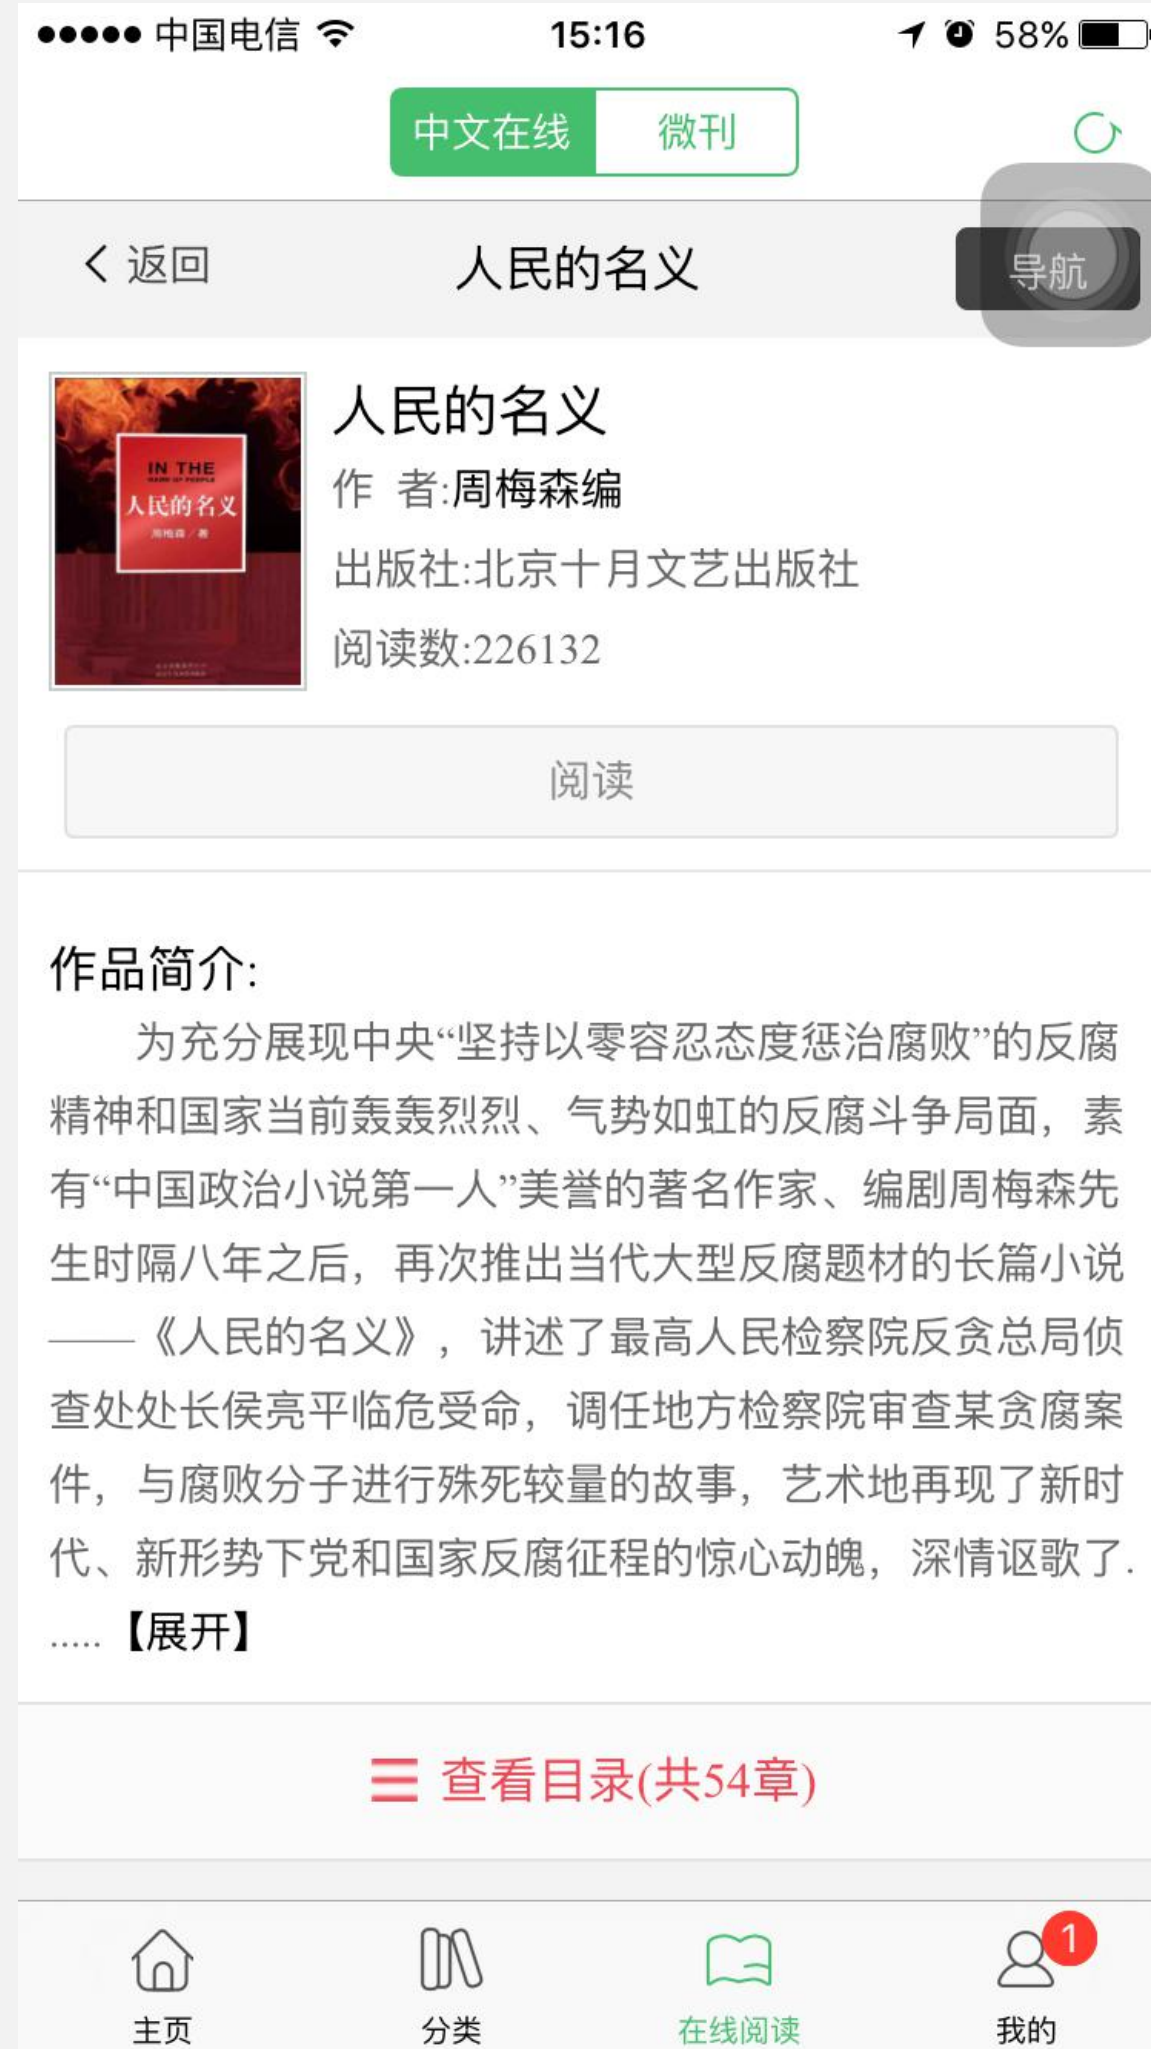 中国电信 15:16 58%
中文在线 微刊
返回 人民的名义 导航
IN THE
NAME OF PEOPLE
人民的名义
周梅森/著
人民的名义
作 者:周梅森编
出版社:北京十月文艺出版社
阅读数:226132
阅读
作品简介:
为充分展现中央“坚持以零容忍态度惩治腐败”的反腐
精神和国家当前轰轰烈烈、气势如虹的反腐斗争局面，素
有“中国政治小说第一人”美誉的著名作家、编剧周梅森先
生时隔八年之后，再次推出当代大型反腐题材的长篇小说
——《人民的名义》，讲述了最高人民检察院反贪总局侦
查处处长侯亮平临危受命，调任地方检察院审查某贪腐案
件，与腐败分子进行殊死较量的故事，艺术地再现了新时
代、新形势下党和国家反腐征程的惊心动魄，深情讴歌了.
.....【展开】
查看目录(共54章)
1
主页 分类 在线阅读 我的